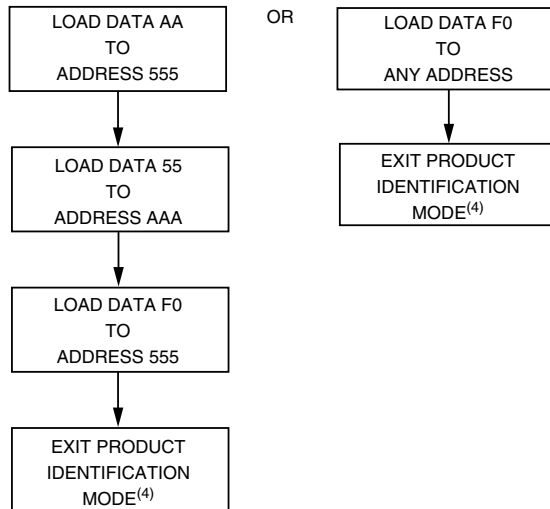 LOAD DATA AA
TO
ADDRESS 555
LOAD DATA 55
TO
ADDRESS AAA
LOAD DATA F0
TO
ADDRESS 555
EXIT PRODUCT
IDENTIFICATION
MODE(4)
OR
LOAD DATA F0
TO
ANY ADDRESS
EXIT PRODUCT
IDENTIFICATION
MODE(4)